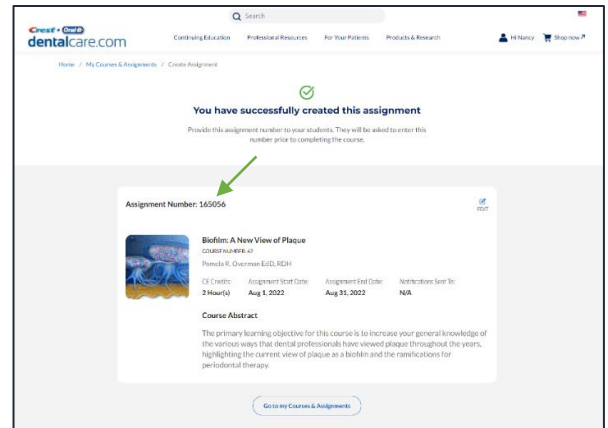 Search
Crest + Oral-B
dentalcare.com
Continuing Education Professional Resources For Your Patients Products & Research
Hi Nancy Shop now
Home / My Courses & Assignments / Create Assignment
You have successfully created this assignment
Provide this assignment number to your students. They will be asked to enter this
number prior to completing the course.
Assignment Number: 165056
EDIT
Biofilm: A New View of Plaque
COURSE NUMBER: 42
Pamela R. Overman EdD, RDH
CE Credits: Assignment Start Date: Assignment End Date: Notifications Sent To:
2 Hour(s) Aug 1, 2022 Aug 31, 2022 N/A
Course Abstract
The primary learning objective for this course is to increase your general knowledge of
the various ways that dental professionals have viewed plaque throughout the years,
highlighting the current view of plaque as a biofilm and the ramifications for
periodontal therapy.
Go to my Courses & Assignments